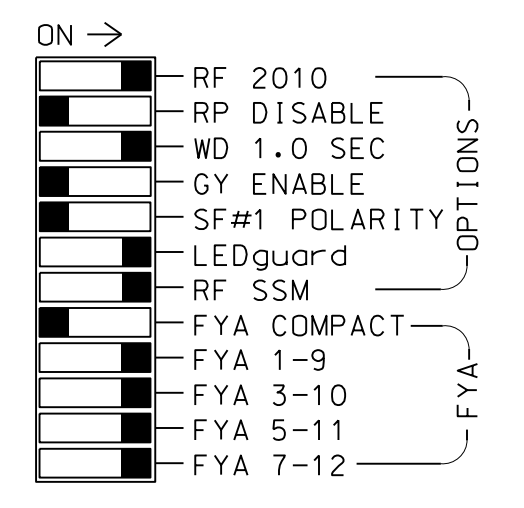 ON →
RF 2010
RP DISABLE
WD 1.0 SEC
GY ENABLE
SF#1 POLARITY
LEDguard
RF SSM
OPTIONS
FYA COMPACT
FYA 1-9
FYA 3-10
FYA 5-11
FYA 7-12
FYA